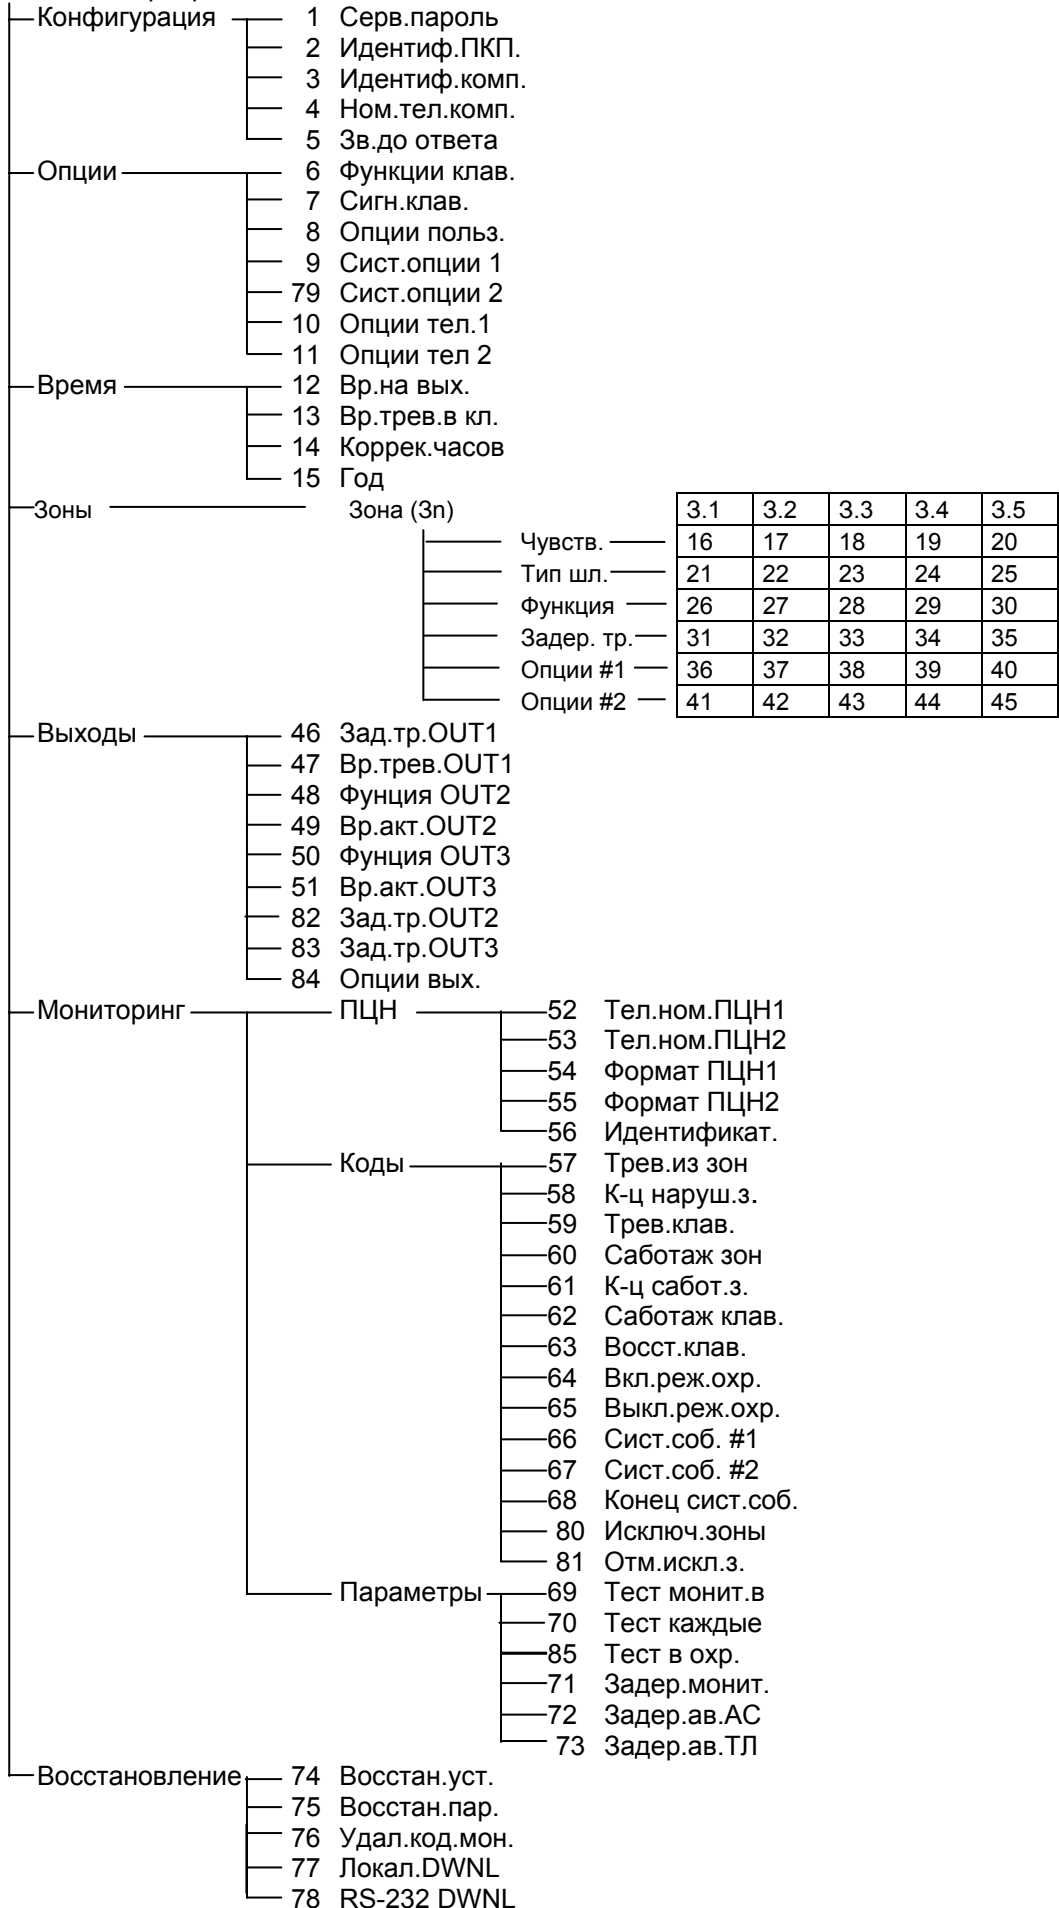 Конфигурация 1 Серв.пароль
2 Идентиф.ПКП.
3 Идентиф.комп.
4 Ном.тел.комп.
5 Зв.до ответа
Опции 6 Функции клав.
7 Сигн.клав.
8 Опции польз.
9 Сист.опции 1
79 Сист.опции 2
10 Опции тел.1
11 Опции тел 2
Время 12 Вр.на вых.
13 Вр.трев.в кл.
14 Коррек.часов
15 Год
Зоны Зона (Зn) З.1 З.2 З.3 З.4 З.5
Чувств. 16 17 18 19 20
Тип шл. 21 22 23 24 25
Функция 26 27 28 29 30
Задер. тр. 31 32 33 34 35
Опции #1 36 37 38 39 40
Опции #2 41 42 43 44 45
Выходы 46 Зад.тр.OUT1
47 Вр.трев.OUT1
48 Фунция OUT2
49 Вр.акт.OUT2
50 Фунция OUT3
51 Вр.акт.OUT3
82 Зад.тр.OUT2
83 Зад.тр.OUT3
84 Опции вых.
Мониторинг ПЦН 52 Тел.ном.ПЦН1
53 Тел.ном.ПЦН2
54 Формат ПЦН1
55 Формат ПЦН2
56 Идентификат.
Коды 57 Трев.из зон
58 К-ц наруш.з.
59 Трев.клав.
60 Саботаж зон
61 К-ц сабот.з.
62 Саботаж клав.
63 Восст.клав.
64 Вкл.реж.охр.
65 Выкл.реж.охр.
66 Сист.соб. #1
67 Сист.соб. #2
68 Конец сист.соб.
80 Исключ.зоны
81 Отм.искл.з.
Параметры 69 Тест монит.в
70 Тест каждые
85 Тест в охр.
71 Задер.монит.
72 Задер.ав.АС
73 Задер.ав.ТЛ
Восстановление 74 Восстан.уст.
75 Восстан.пар.
76 Удал.код.мон.
77 Локал.DWNL
78 RS-232 DWNL